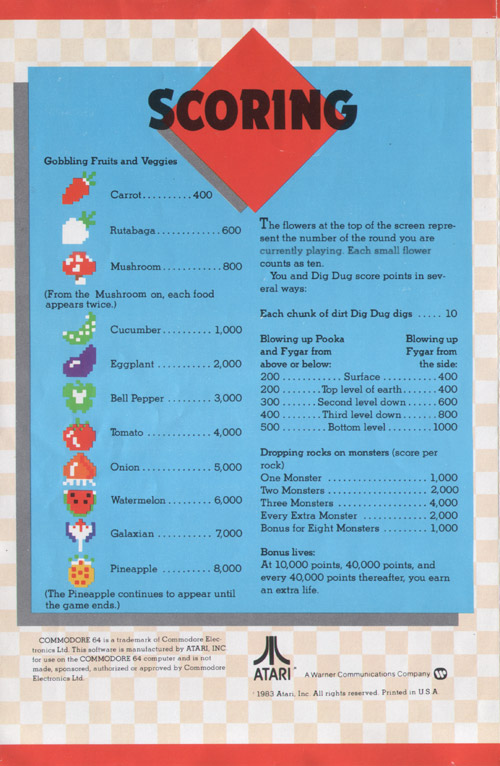 SCORING
Gobbling Fruits and Veggies
Carrot..........400
Rutabaga.............600
Mushroom............800
(From the Mushroom on, each food
appears twice.)
Cucumber..........1,000
Eggplant ...........2,000
Bell Pepper .........3,000
Tomato .............4,000
Onion..............5,000
Watermelon.........6,000
Galaxian ...........7,000
Pineapple ..........8,000
(The Pineapple continues to appear until
the game ends.)
The flowers at the top of the screen repre-
sent the number of the round you are
currently playing. Each small flower
counts as ten.
You and Dig Dug score points in sev-
eral ways:
Each chunk of dirt Dig Dug digs ..... 10
Blowing up Pooka Blowing up
and Fygar from Fygar from
above or below: the side:
200 ............. Surface ............400
200 .........Top level of earth.......400
300 ........Second level down.......600
400 .........Third level down........800
500 ...........Bottom level..........1000
Dropping rocks on monsters (score per
rock)
One Monster ......................1,000
Two Monsters .....................2,000
Three Monsters ...................4,000
Every Extra Monster ..............2,000
Bonus for Eight Monsters .........1,000
Bonus lives:
At 10,000 points, 40,000 points, and
every 40,000 points thereafter, you earn
an extra life.
COMMODORE 64 is a trademark of Commodore Elec-
tronics Ltd. This software is manufactured by ATARI, INC.
for use on the COMMODORE 64 computer and is not
made, sponsored, authorized or approved by Commodore
Electronics Ltd.
ATARI™ A Warner Communications Company
© 1983 Atari, Inc. All rights reserved. Printed in U.S.A.